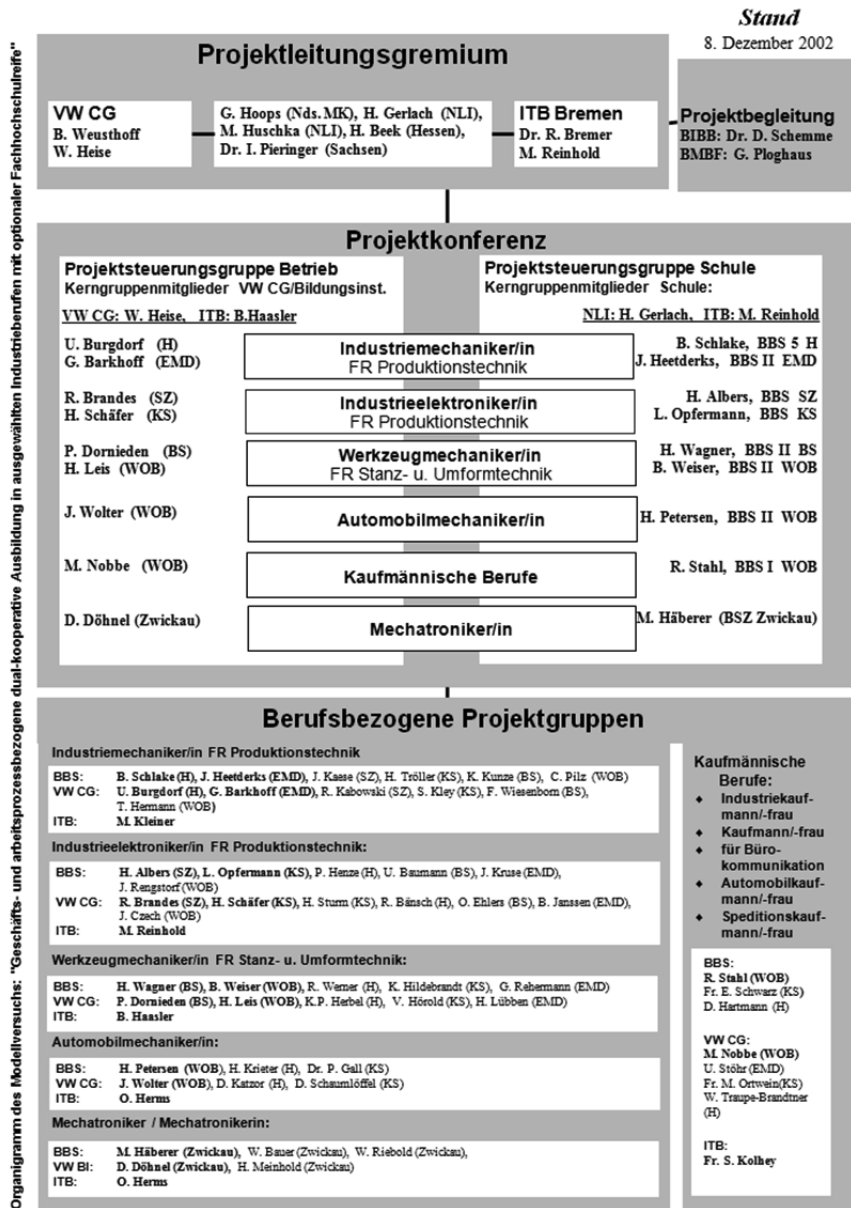 Stand
8. Dezember 2002
Organigramm des Modellversuchs: "Geschäfts- und arbeitsprozessbezogene dual-kooperative Ausbildung in ausgewählten Industrieberufen mit optionaler Fachhochschulreife"
Projektleitungsgremium
VW CG
B. Weusthoff
W. Heise
G. Hoops (Nds. MK), H. Gerlach (NLI),
M. Huschka (NLI), H. Beek (Hessen),
Dr. I. Pieringer (Sachsen)
ITB Bremen
Dr. R. Bremer
M. Reinhold
Projektbegleitung
BIBB: Dr. D. Schemme
BMBF: G. Ploghaus
Projektkonferenz
Projektsteuerungsgruppe Betrieb
Kerngruppenmitglieder VW CG/Bildungsinst.
VW CG: W. Heise, ITB: B.Haasler
Projektsteuerungsgruppe Schule
Kerngruppenmitglieder Schule:
NLI: H. Gerlach, ITB: M. Reinhold
U. Burgdorf (H)
G. Barkhoff (EMD)
Industriemechaniker/in
FR Produktionstechnik
B. Schlake, BBS 5 H
J. Heetderks, BBS II EMD
R. Brandes (SZ)
H. Schäfer (KS)
Industrieelektroniker/in
FR Produktionstechnik
H. Albers, BBS SZ
L. Opfermann, BBS KS
P. Dornieden (BS)
H. Leis (WOB)
Werkzeugmechaniker/in
FR Stanz- u. Umformtechnik
H. Wagner, BBS II BS
B. Weiser, BBS II WOB
J. Wolter (WOB)
Automobilmechaniker/in
H. Petersen, BBS II WOB
M. Nobbe (WOB)
Kaufmännische Berufe
R. Stahl, BBS I WOB
D. Döhnel (Zwickau)
Mechatroniker/in
M. Häberer (BSZ Zwickau)
Berufsbezogene Projektgruppen
Industriemechaniker/in FR Produktionstechnik
BBS: B. Schlake (H), J. Heetderks (EMD), J. Kaese (SZ), H. Tröller (KS), K. Kunze (BS), C. Pilz (WOB)
VW CG: U. Burgdorf (H), G. Barkhoff (EMD), R. Kabowski (SZ), S. Kley (KS), F. Wiesenborn (BS),
T. Hermann (WOB)
ITB: M. Kleiner
Industrieelektroniker/in FR Produktionstechnik:
BBS: H. Albers (SZ), L. Opfermann (KS), P. Henze (H), U. Baumann (BS), J. Kruse (EMD),
J. Rengstorf (WOB)
VW CG: R. Brandes (SZ), H. Schäfer (KS), H. Sturm (KS), R. Bänsch (H), O. Ehlers (BS), B. Janssen (EMD),
J. Czech (WOB)
ITB: M. Reinhold
Werkzeugmechaniker/in FR Stanz- u. Umformtechnik:
BBS: H. Wagner (BS), B. Weiser (WOB), R. Werner (H), K. Hildebrandt (KS), G. Rehermann (EMD)
VW CG: P. Dornieden (BS), H. Leis (WOB), K.P. Herbel (H), V. Hörold (KS), H. Lübben (EMD)
ITB: B. Haasler
Automobilmechaniker/in:
BBS: H. Petersen (WOB), H. Krieter (H), Dr. P. Gall (KS)
VW CG: J. Wolter (WOB), D. Katzor (H), D. Schaumlöffel (KS)
ITB: O. Herms
Mechatroniker / Mechatronikerin:
BBS: M. Häberer (Zwickau), W. Bauer (Zwickau), W. Riebold (Zwickau),
VW BI: D. Döhnel (Zwickau), H. Meinhold (Zwickau)
ITB: O. Herms
Kaufmännische
Berufe:
♦ Industriekauf-
mann/-frau
♦ Kaufmann/-frau
♦ für Büro-
kommunikation
♦ Automobilkauf-
mann/-frau
♦ Speditionskauf-
mann/-frau
BBS:
R. Stahl (WOB)
Fr. E. Schwarz (KS)
D. Hartmann (H)
VW CG:
M. Nobbe (WOB)
U. Stöhr (EMD)
Fr. M. Ortwein(KS)
W. Traupe-Brandtner
(H)
ITB:
Fr. S. Kolhey